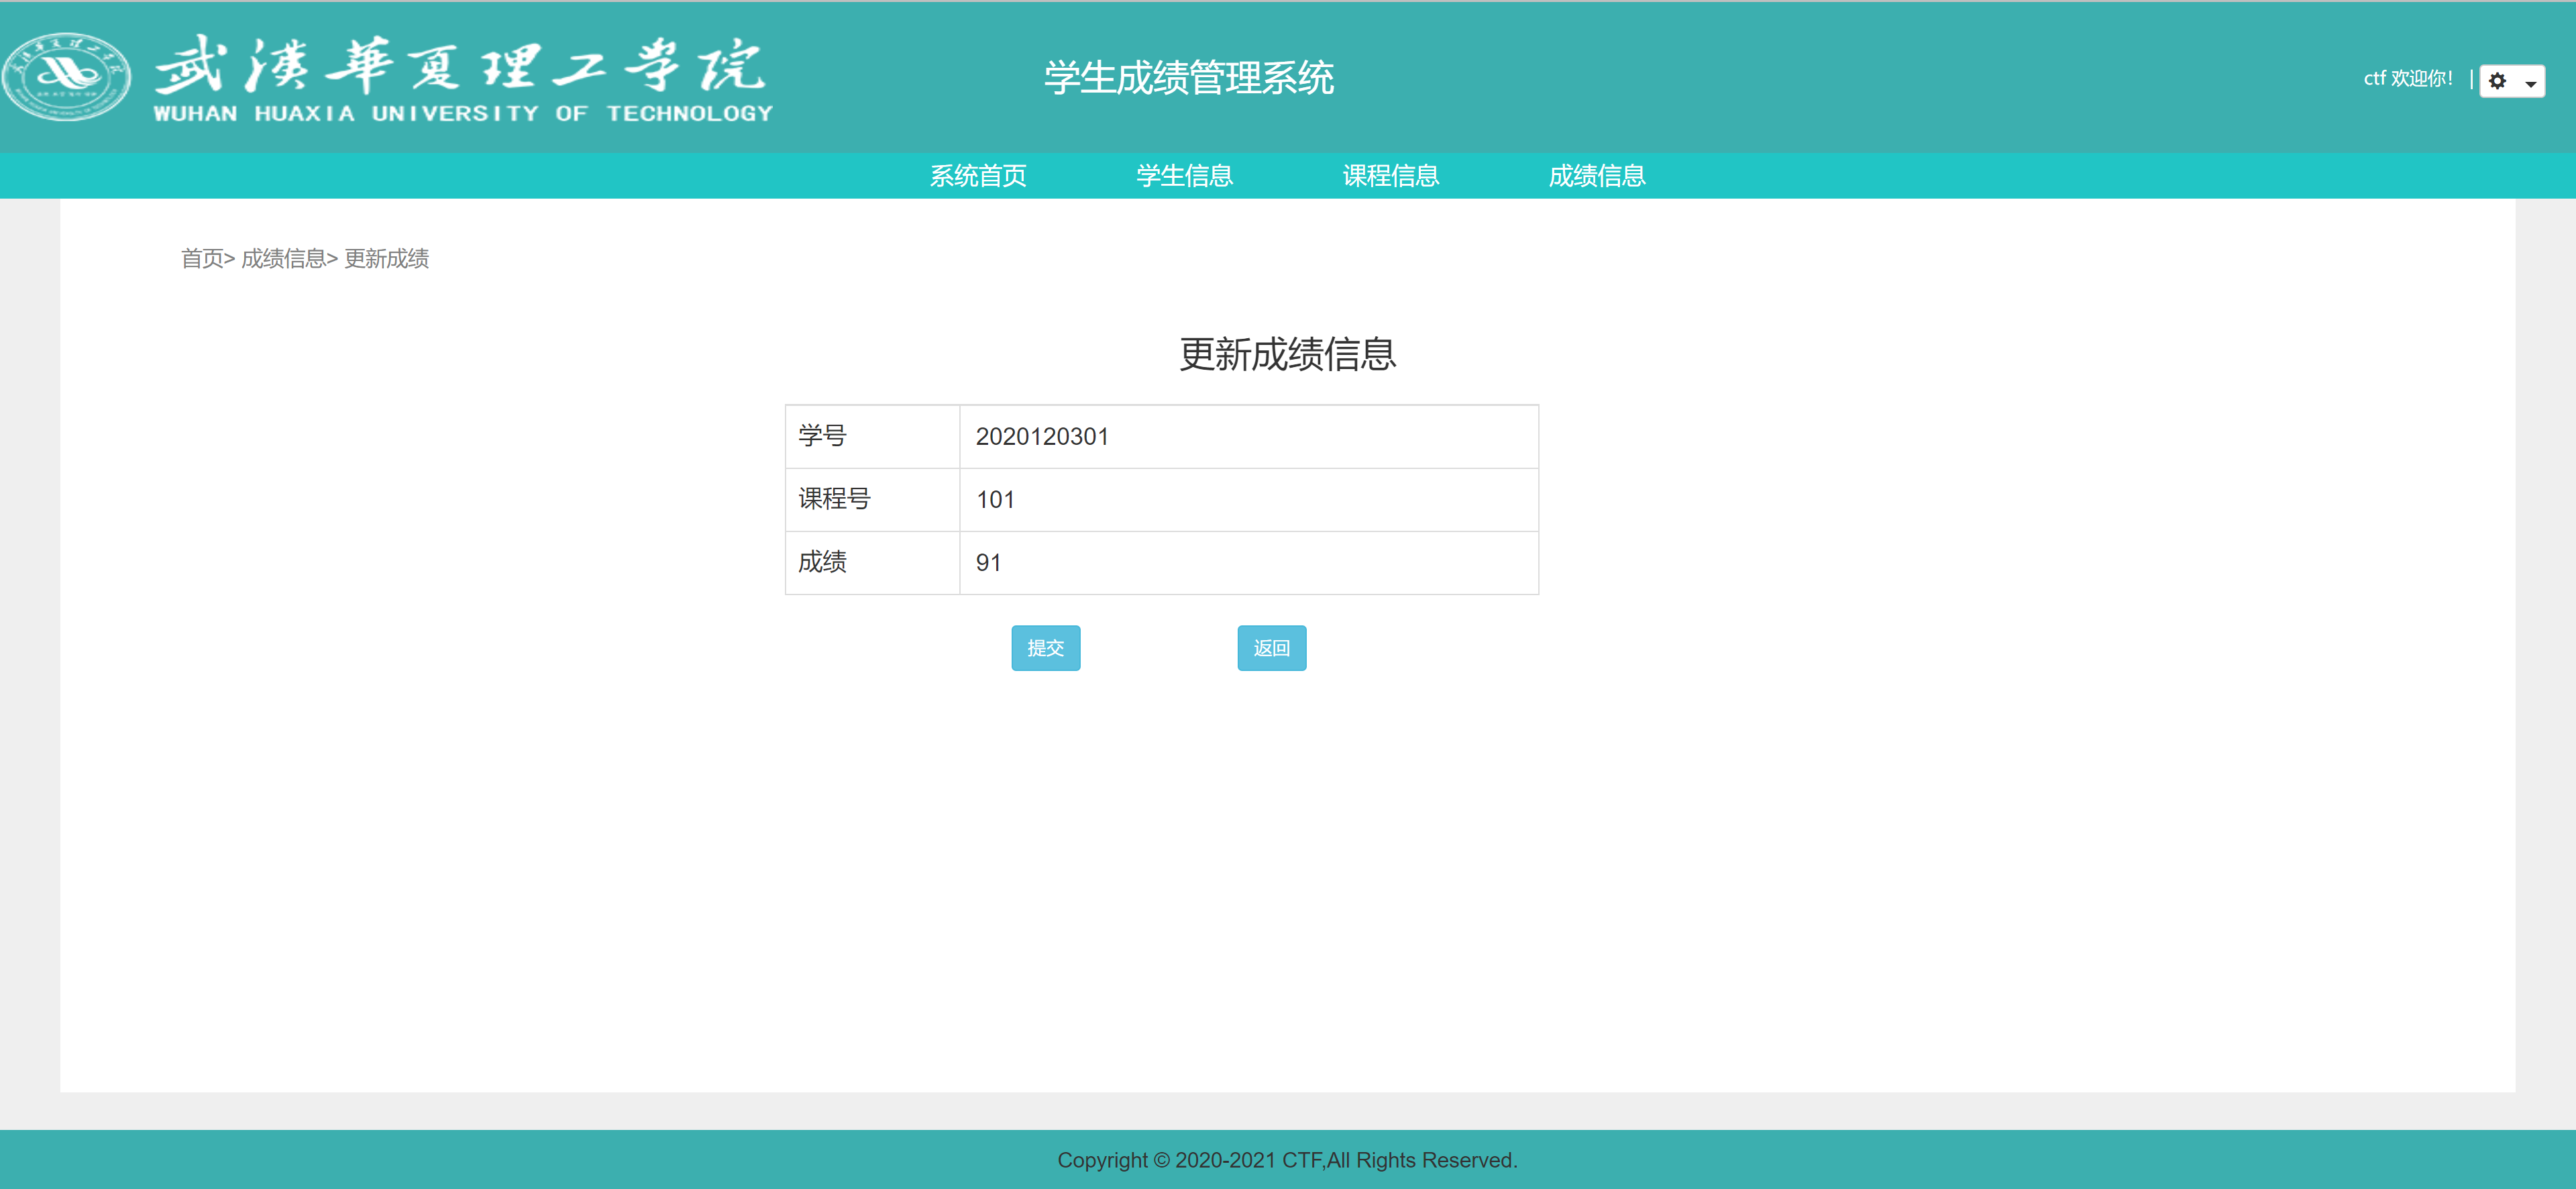 武漢華夏理工学院
WUHAN HUAXIA UNIVERSITY OF TECHNOLOGY
学生成绩管理系统
ctf 欢迎你! |
系统首页 学生信息 课程信息 成绩信息
首页> 成绩信息> 更新成绩
更新成绩信息
学号 2020120301
课程号 101
成绩 91
提交 返回
Copyright © 2020-2021 CTF,All Rights Reserved.